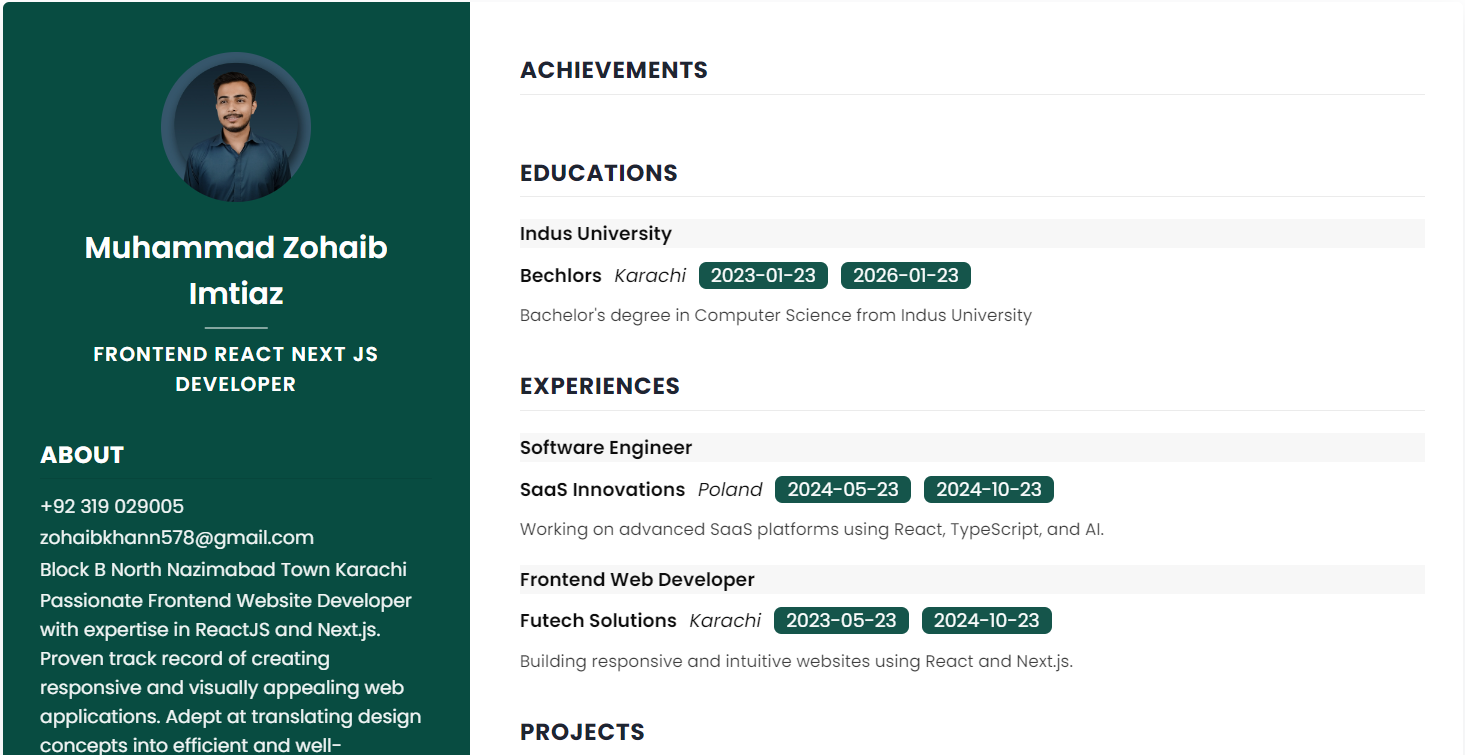 Muhammad Zohaib
Imtiaz
FRONTEND REACT NEXT JS
DEVELOPER
ABOUT
+92 319 029005
zohaibkhann578@gmail.com
Block B North Nazimabad Town Karachi
Passionate Frontend Website Developer
with expertise in ReactJS and Next.js.
Proven track record of creating
responsive and visually appealing web
applications. Adept at translating design
concepts into efficient and well-
ACHIEVEMENTS
EDUCATIONS
Indus University
Bechlors Karachi 2023-01-23 2026-01-23
Bachelor's degree in Computer Science from Indus University
EXPERIENCES
Software Engineer
SaaS Innovations Poland 2024-05-23 2024-10-23
Working on advanced SaaS platforms using React, TypeScript, and AI.
Frontend Web Developer
Futech Solutions Karachi 2023-05-23 2024-10-23
Building responsive and intuitive websites using React and Next.js.
PROJECTS